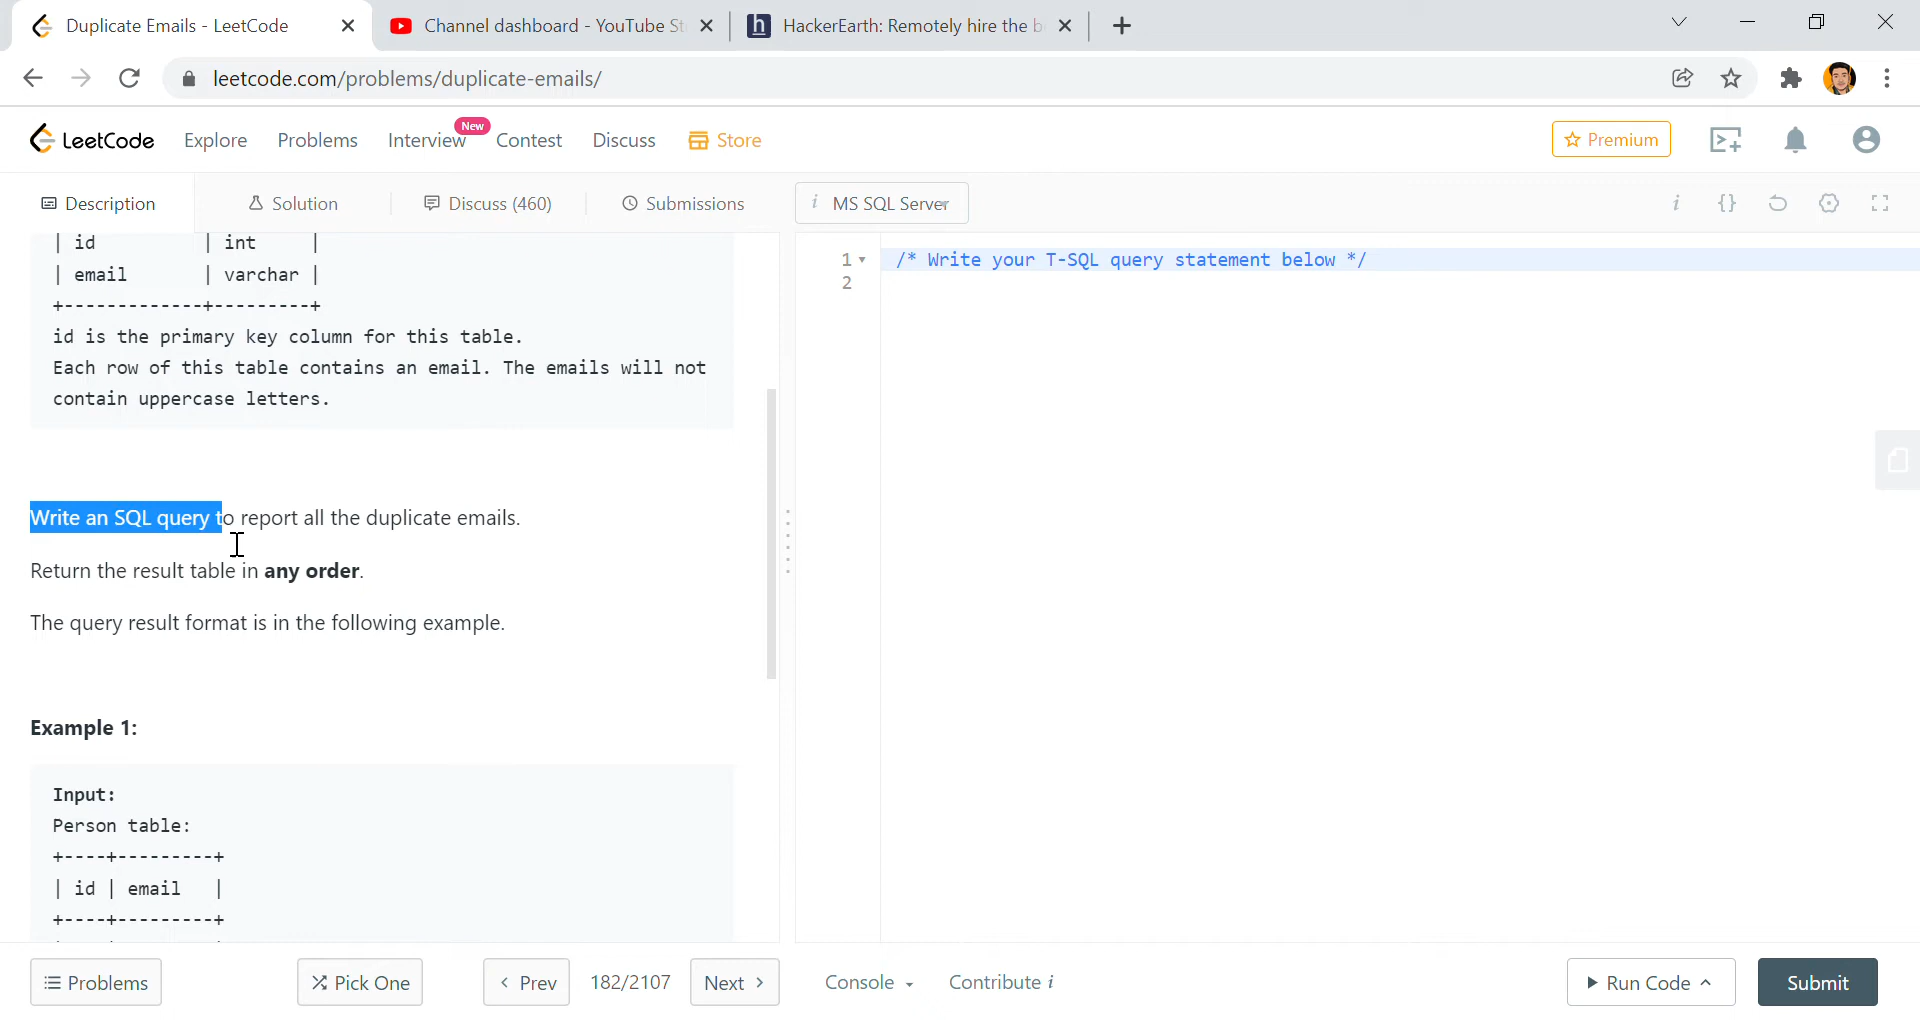 Duplicate Emails - LeetCode
Channel dashboard - YouTube St
HackerEarth: Remotely hire the b
leetcode.com/problems/duplicate-emails/
LeetCode
Explore
Problems
Interview
New
Contest
Discuss
Store
Premium
Description
Solution
Discuss (460)
Submissions
i MS SQL Server
i
{}
| id | int |
| email | varchar |
+-------------+---------+
id is the primary key column for this table.
Each row of this table contains an email. The emails will not
contain uppercase letters.
Write an SQL query to report all the duplicate emails.
Return the result table in any order.
The query result format is in the following example.
Example 1:
Input:
Person table:
+----+---------+
| id | email |
+----+---------+
1
/* Write your T-SQL query statement below */
2
Problems
Pick One
Prev
182/2107
Next
Console
Contribute i
Run Code
Submit